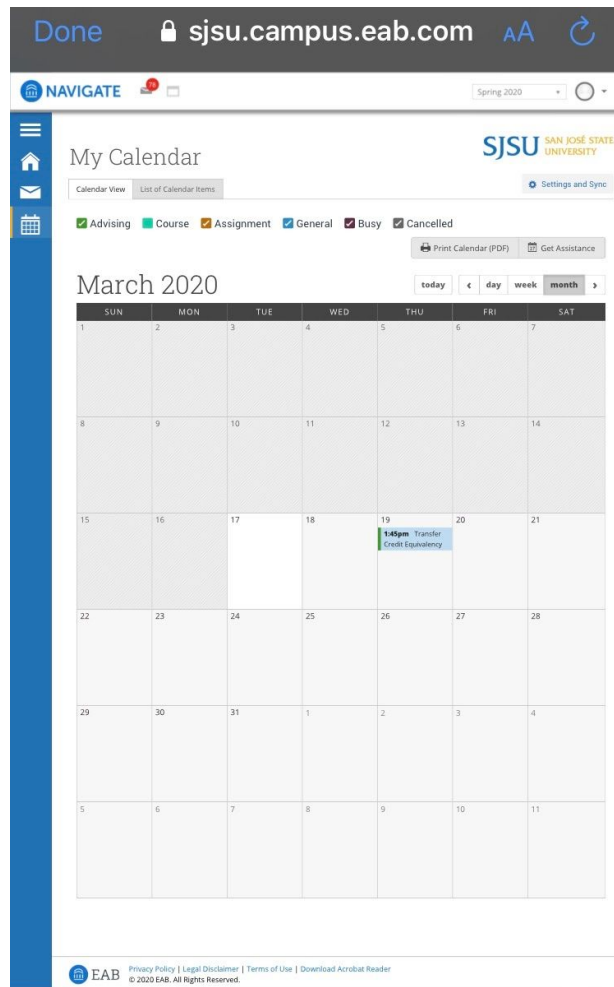 Done sjsu.campus.eab.com AA
NAVIGATE 76 Spring 2020
SJSU SAN JOSÉ STATE
UNIVERSITY
My Calendar
Calendar View List of Calendar Items Settings and Sync
Advising Course Assignment General Busy Cancelled
Print Calendar (PDF) Get Assistance
March 2020 today < day week month >
SUN MON TUE WED THU FRI SAT
1 2 3 4 5 6 7
8 9 10 11 12 13 14
15 16 17 18 19 20 21
1:45pm Transfer
Credit Equivalency
22 23 24 25 26 27 28
29 30 31 1 2 3 4
5 6 7 8 9 10 11
EAB Privacy Policy | Legal Disclaimer | Terms of Use | Download Acrobat Reader
© 2020 EAB. All Rights Reserved.